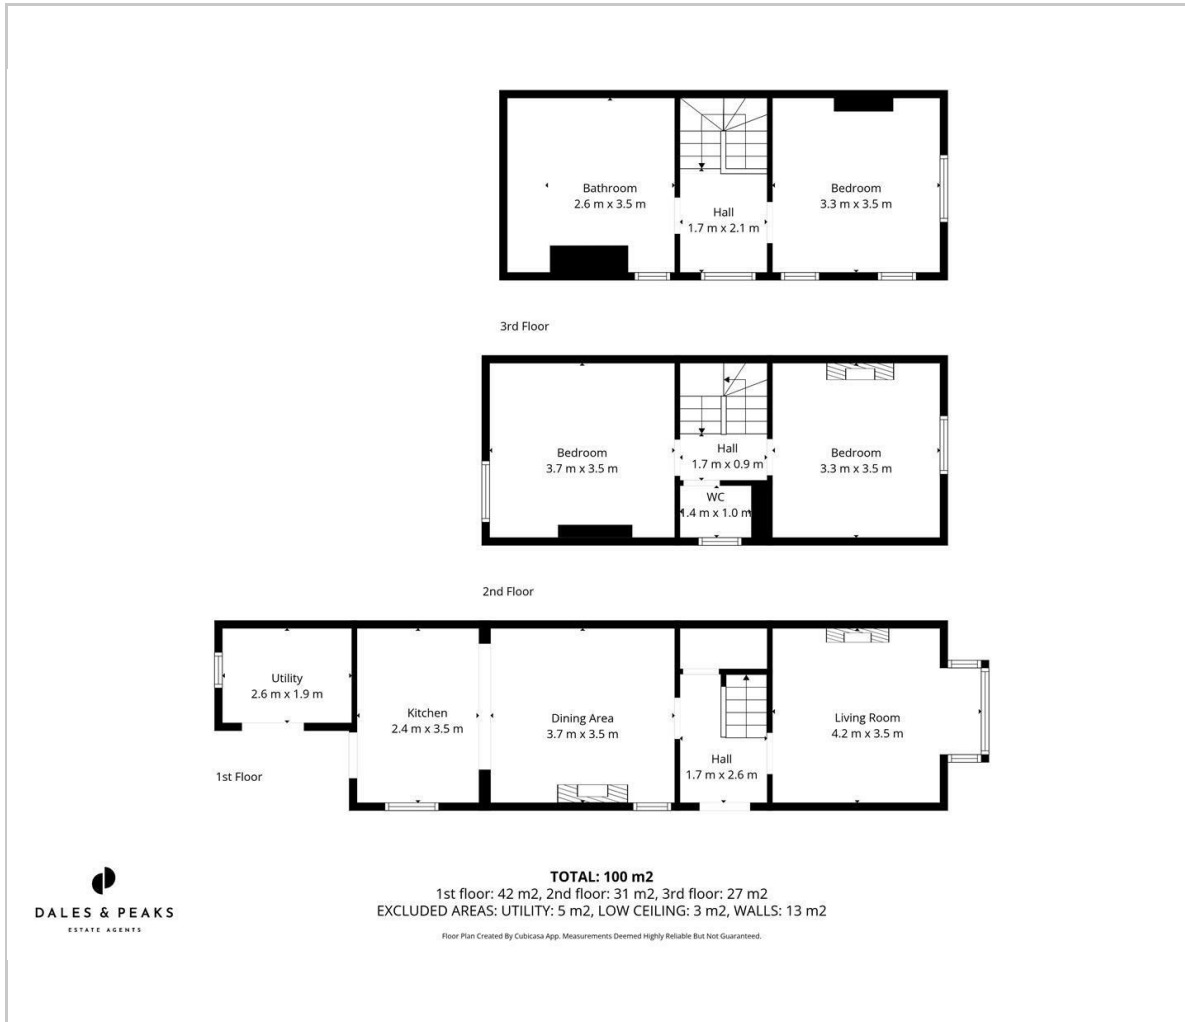 Bathroom
2.6 m x 3.5 m
Hall
1.7 m x 2.1 m
Bedroom
3.3 m x 3.5 m
3rd Floor
Bedroom
3.7 m x 3.5 m
Hall
1.7 m x 0.9 m
WC
1.4 m x 1.0 m
Bedroom
3.3 m x 3.5 m
2nd Floor
Utility
2.6 m x 1.9 m
Kitchen
2.4 m x 3.5 m
Dining Area
3.7 m x 3.5 m
Hall
1.7 m x 2.6 m
Living Room
4.2 m x 3.5 m
1st Floor
DALES & PEAKS
ESTATE AGENTS
TOTAL: 100 m2
1st floor: 42 m2, 2nd floor: 31 m2, 3rd floor: 27 m2
EXCLUDED AREAS: UTILITY: 5 m2, LOW CEILING: 3 m2, WALLS: 13 m2
Floor Plan Created By Cubicasa App. Measurements Deemed Highly Reliable But Not Guaranteed.